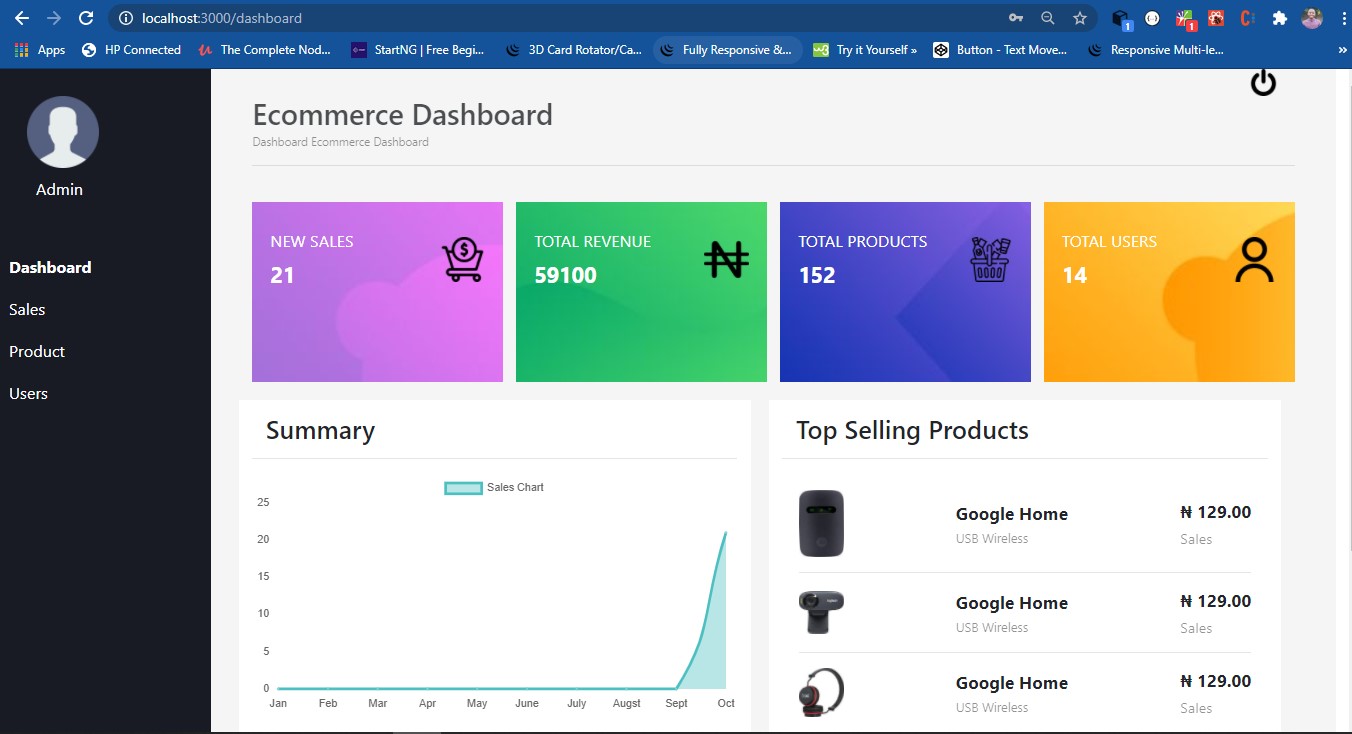 localhost:3000/dashboard
1
1
Apps
HP Connected
The Complete Nod...
StartNG | Free Begi...
3D Card Rotator/Ca...
Fully Responsive &...
Try it Yourself »
Button - Text Move...
Responsive Multi-le...
»
Admin
Dashboard
Sales
Product
Users
Ecommerce Dashboard
Dashboard Ecommerce Dashboard
NEW SALES
21
TOTAL REVENUE
59100
₦
TOTAL PRODUCTS
152
TOTAL USERS
14
Summary
Sales Chart
25
20
15
10
5
0
Jan Feb Mar Apr May June July Augst Sept Oct
Top Selling Products
Google Home
₦ 129.00
USB Wireless
Sales
Google Home
₦ 129.00
USB Wireless
Sales
Google Home
₦ 129.00
USB Wireless
Sales